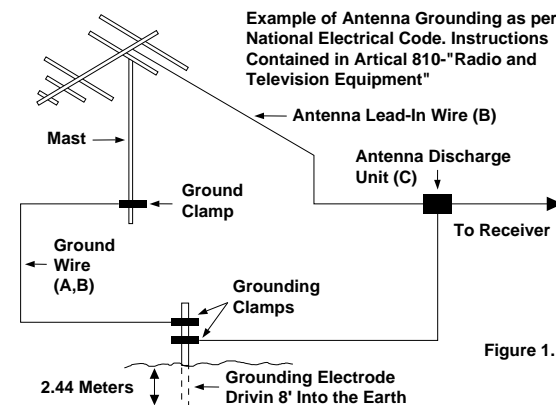 Example of Antenna Grounding as per
National Electrical Code. Instructions
Contained in Artical 810-"Radio and
Television Equipment"
Antenna Lead-In Wire (B)
Mast
Antenna Discharge
Unit (C)
Ground
Clamp
To Receiver
Ground
Wire
(A,B)
Grounding
Clamps
Figure 1.
2.44 Meters
Grounding Electrode
Drivin 8' Into the Earth